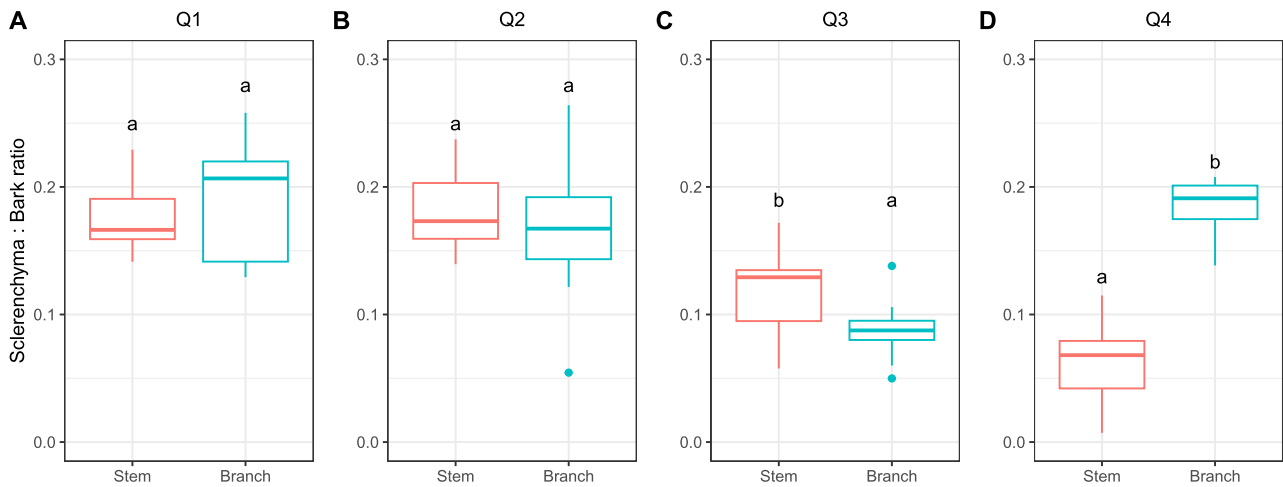 A Q1 B Q2 C Q3 D Q4
Sclerenchyma : Bark ratio
0.3
0.2
0.1
0.0
a
a
Stem Branch
0.3
0.2
0.1
0.0
a
a
Stem Branch
0.3
0.2
0.1
0.0
b
a
Stem Branch
0.3
0.2
0.1
0.0
a
b
Stem Branch